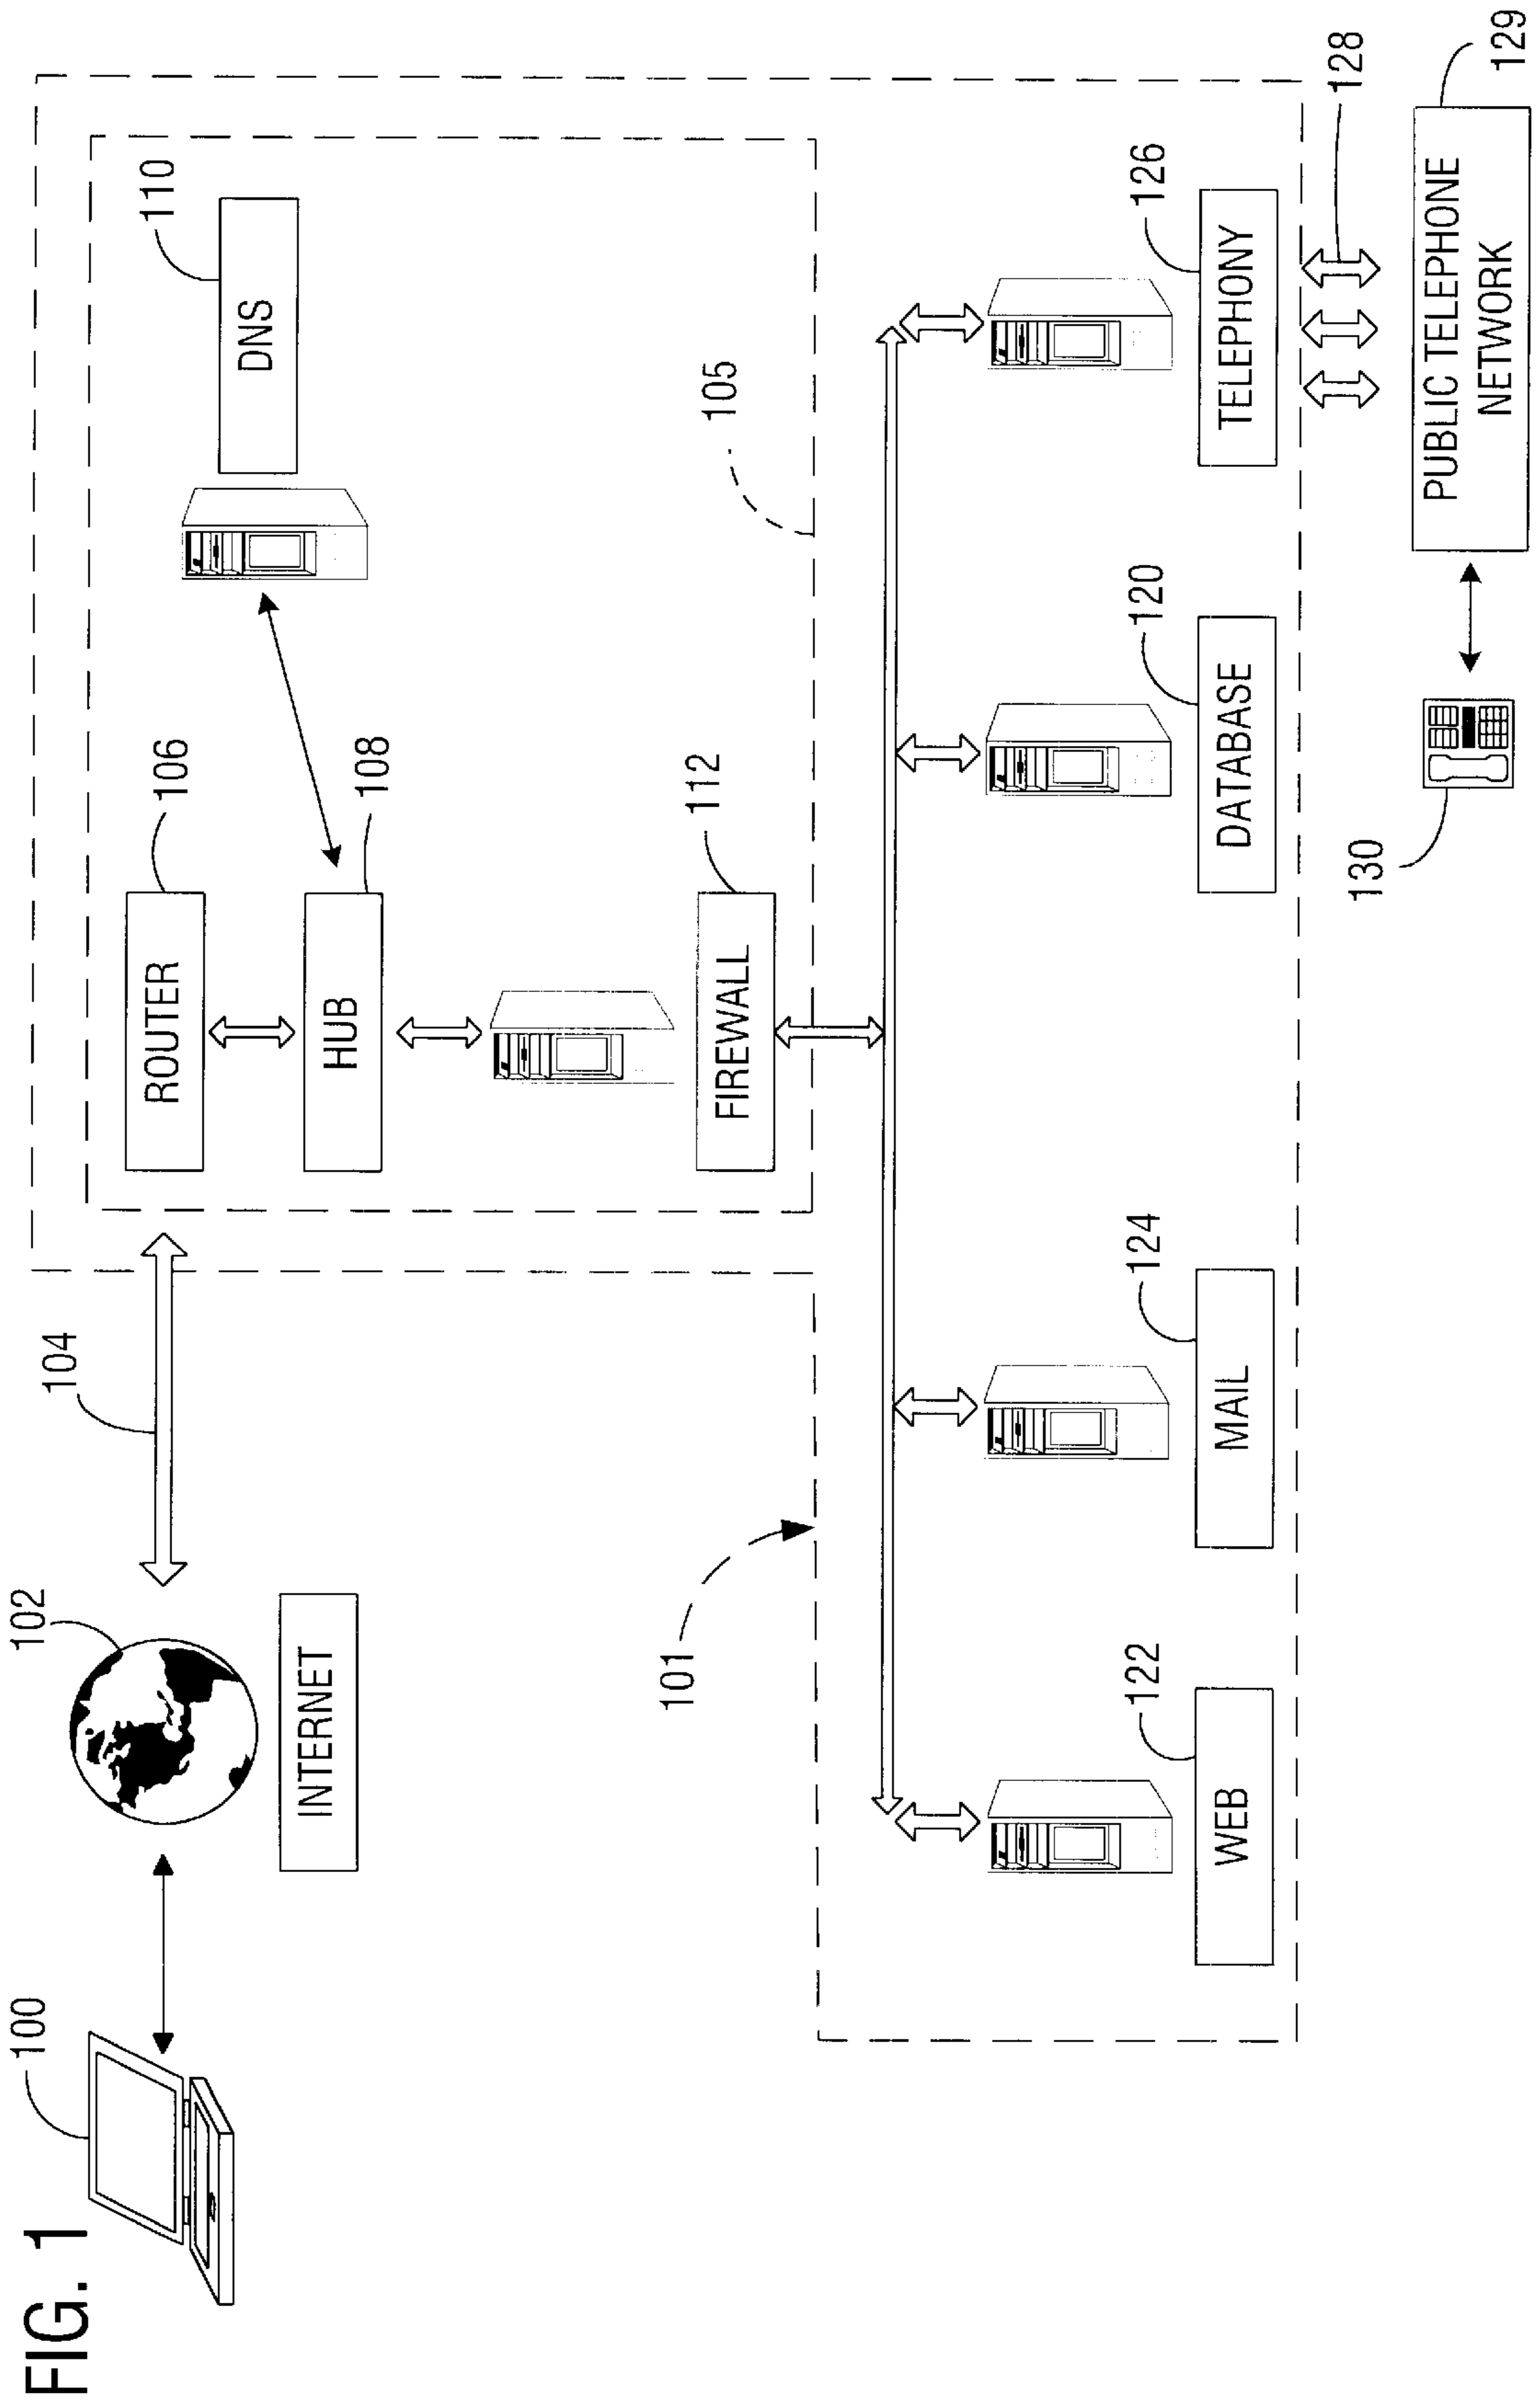 FIG. 1
100
102
104
INTERNET
ROUTER
106
HUB
108
DNS
110
FIREWALL
112
105
101
WEB
122
MAIL
124
DATABASE
120
TELEPHONY
126
128
130
PUBLIC TELEPHONE
NETWORK
129